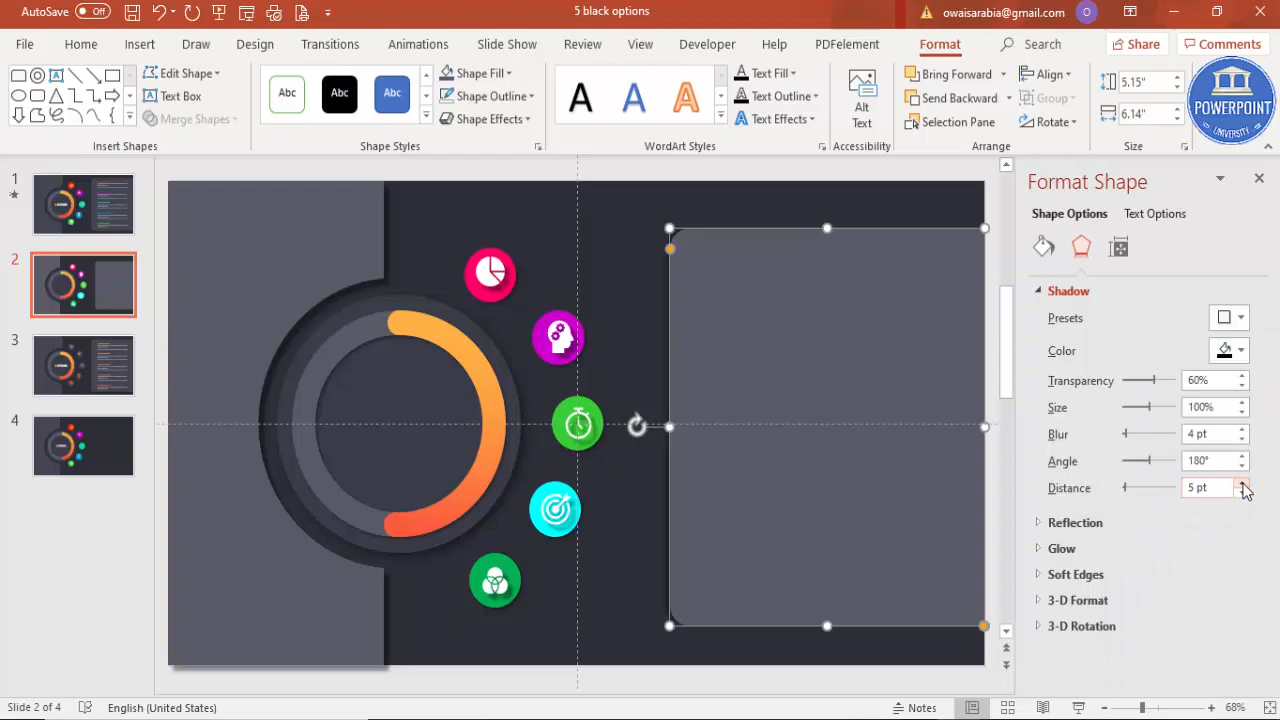 AutoSave Off 5 black options owaisarabia@gmail.com O
File Home Insert Draw Design Transitions Animations Slide Show Review View Developer Help PDFelement Format Search Share Comments
Edit Shape Text Box Merge Shapes
Insert Shapes
Abc Abc Abc Shape Fill Shape Outline Shape Effects
Shape Styles
A A A Text Fill Text Outline Text Effects
WordArt Styles
Alt Text
Accessibility
Bring Forward Send Backward Selection Pane Align Group Rotate
Arrange
5.15" 6.14"
Size
POWERPOINT
UNIVERSITY
1
2
3
4
Format Shape
Shape Options Text Options
Shadow
Presets
Color
Transparency 60%
Size 100%
Blur 4 pt
Angle 180°
Distance 5 pt
Reflection
Glow
Soft Edges
3-D Format
3-D Rotation
Slide 2 of 4 English (United States) Notes 68%